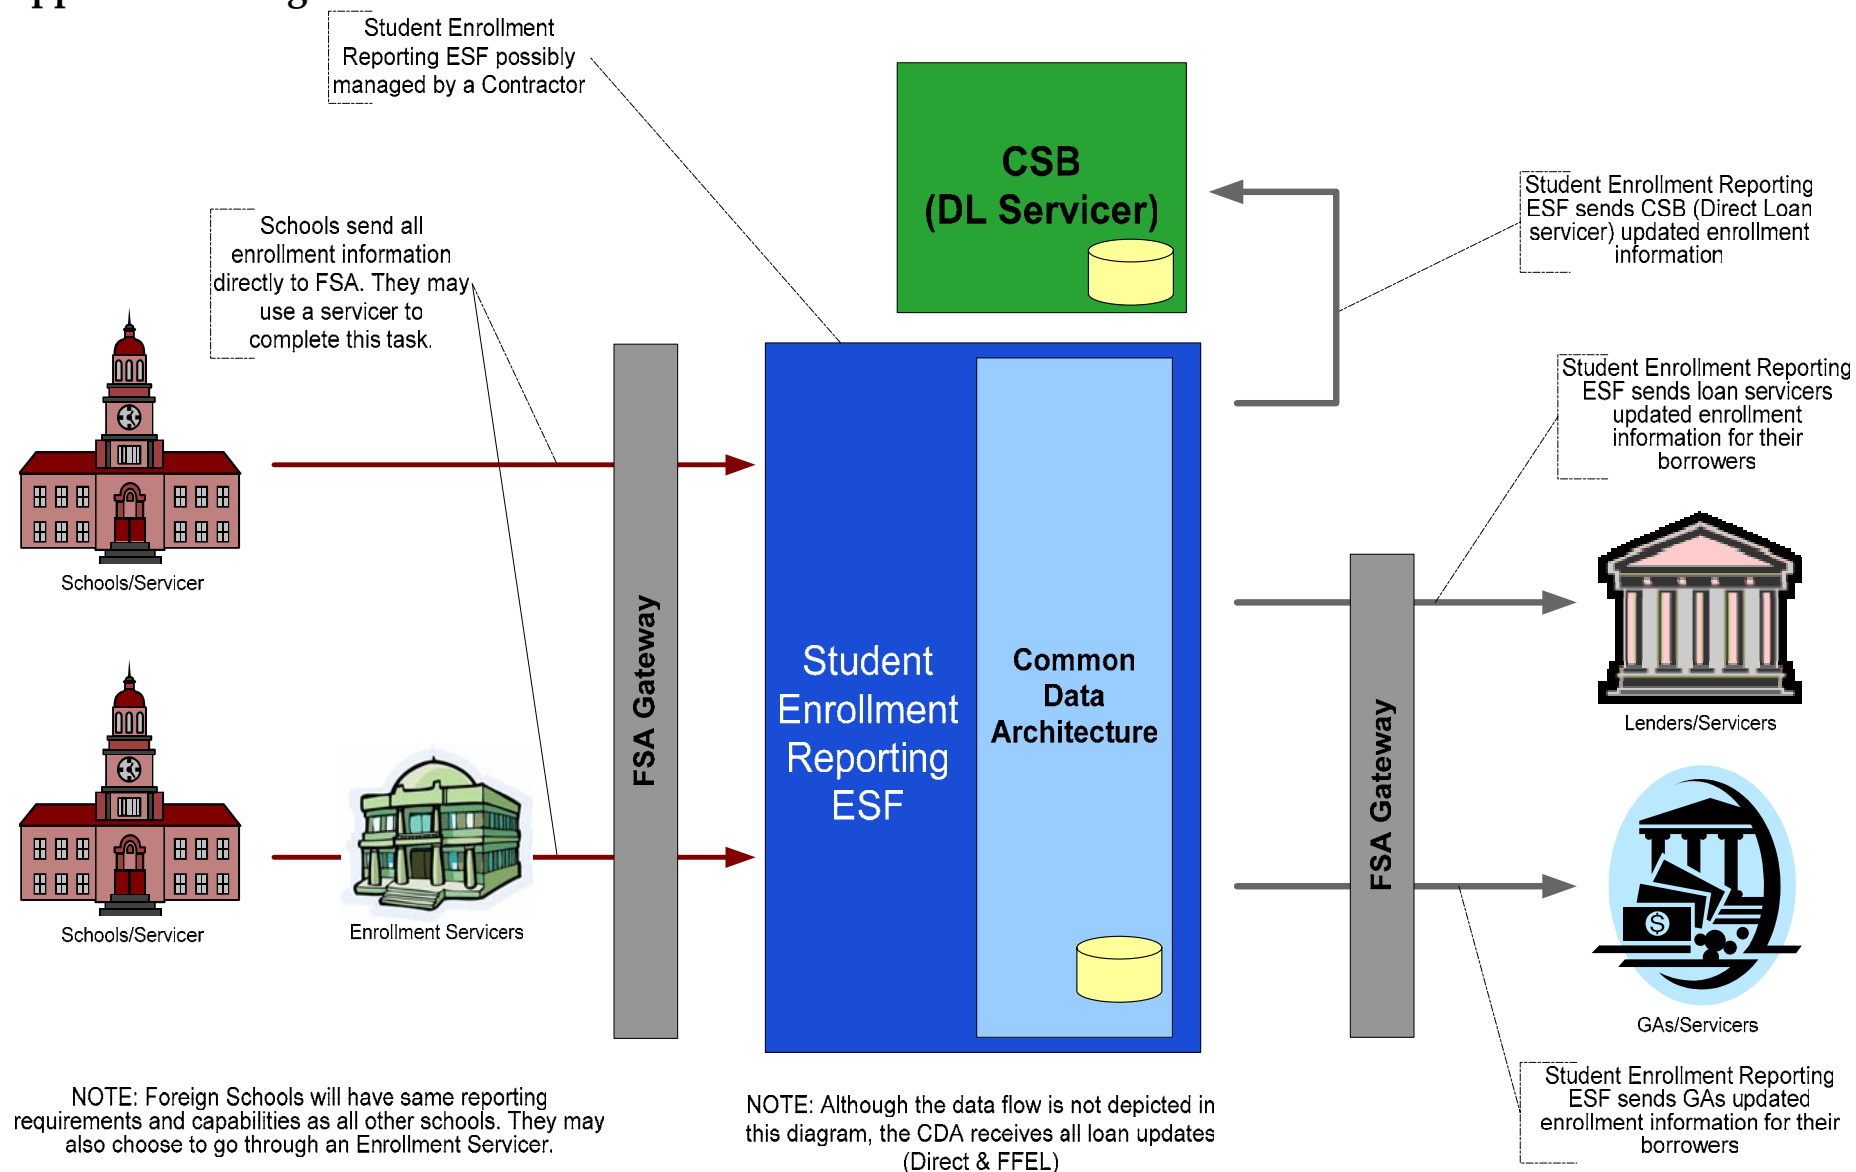 Student Enrollment
Reporting ESF possibly
managed by a Contractor
CSB
(DL Servicer)
Student Enrollment Reporting
ESF sends CSB (Direct Loan
servicer) updated enrollment
information
Schools send all
enrollment information
directly to FSA. They may
use a servicer to
complete this task.
Student Enrollment Reporting
ESF sends loan servicers
updated enrollment
information for their
borrowers
Schools/Servicer
FSA Gateway
Student
Enrollment
Reporting
ESF
Common
Data
Architecture
FSA Gateway
Lenders/Servicers
Schools/Servicer
Enrollment Servicers
GAs/Servicers
$
Student Enrollment Reporting
ESF sends GAs updated
enrollment information for their
borrowers
NOTE: Foreign Schools will have same reporting
requirements and capabilities as all other schools. They may
also choose to go through an Enrollment Servicer.
NOTE: Although the data flow is not depicted in
this diagram, the CDA receives all loan updates
(Direct & FFEL)